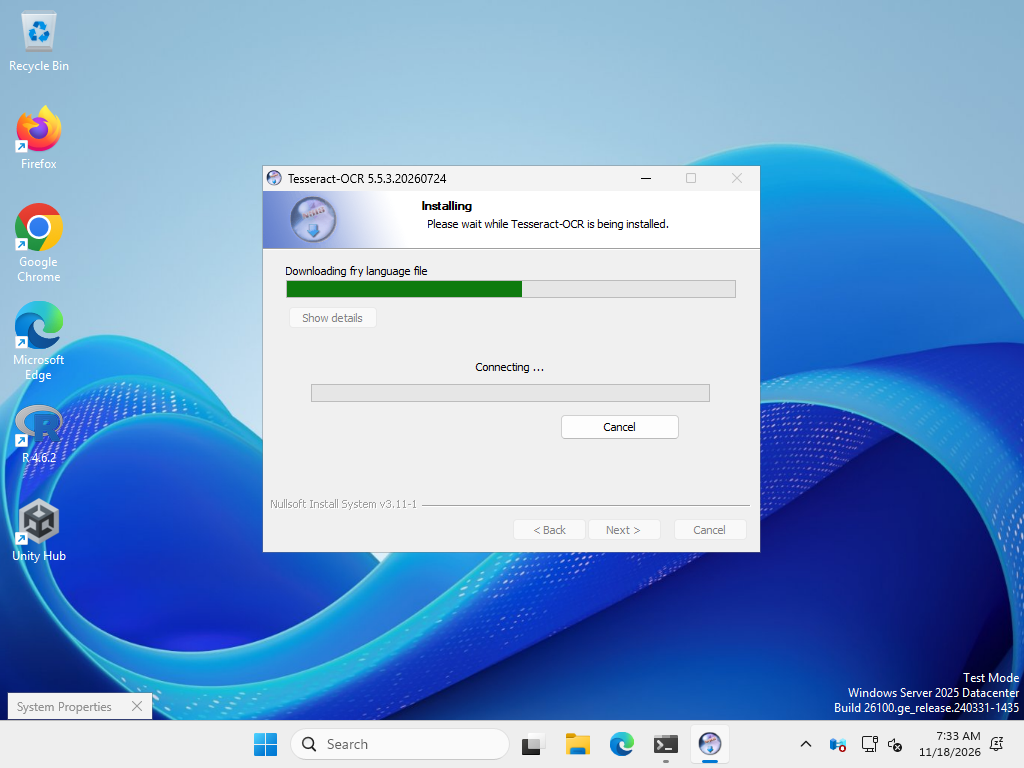 Recycle Bin
Firefox
Google
Chrome
Microsoft
Edge
R 4.6.2
Unity Hub
Tesseract-OCR 5.5.3.20260724
Installing
Please wait while Tesseract-OCR is being installed.
Downloading fry language file
Show details
Connecting ...
Cancel
Nullsoft Install System v3.11-1
< Back
Next >
Cancel
Test Mode
Windows Server 2025 Datacenter
Build 26100.ge_release.240331-1435
System Properties
Search
7:33 AM
11/18/2026